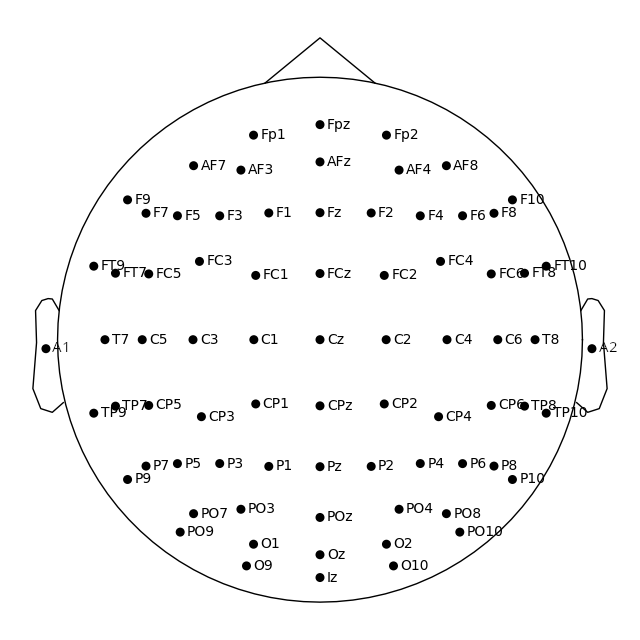 Fpz
Fp1 Fp2
AFz
AF7 AF3 AF4 AF8
F9 F10
F7 F5 F3 F1 Fz F2 F4 F6 F8
FC3 FC4
FT9 FT7 FC5 FC1 FCz FC2 FC6 FT8 FT10
T7 C5 C3 C1 Cz C2 C4 C6 T8
A1 A2
TP9 TP7 CP5 CP3 CP1 CPz CP2 CP4 CP6 TP8 TP10
P7 P5 P3 P1 Pz P2 P4 P6 P8
P9 P10
PO7 PO3 POz PO4 PO8
PO9 PO10
O1 Oz O2
O9 O10
Iz